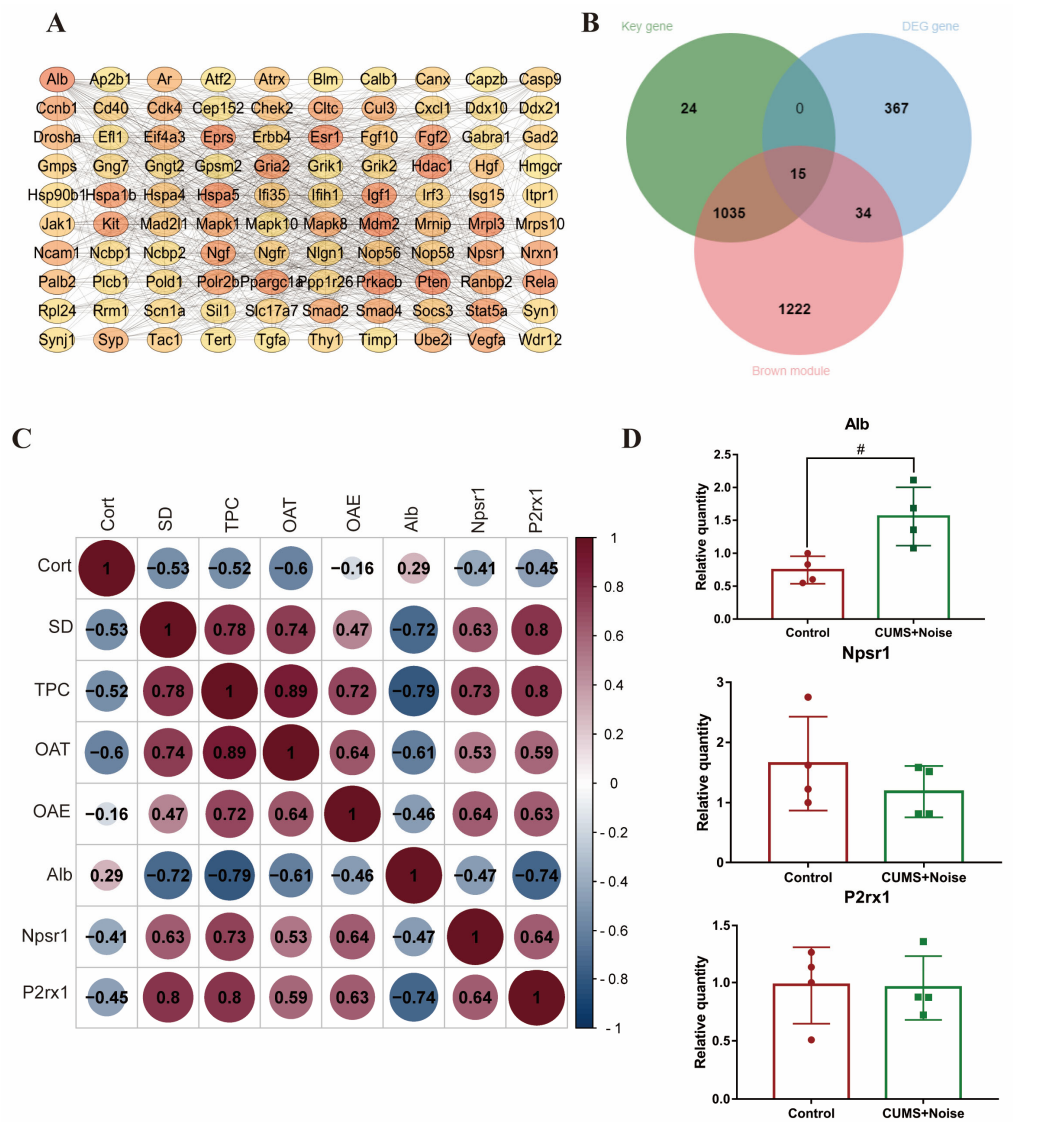 A
Alb Ap2b1 Ar Atf2 Atrx Blm Calb1 Canx Capzb Casp9
Ccnb1 Cd40 Cdk4 Cep152 Chek2 Cltc Cul3 Cxcl1 Ddx10 Ddx21
Drosha Efl1 Eif4a3 Eprs Erbb4 Esr1 Fgf10 Fgf2 Gabra1 Gad2
Gmps Gng7 Gngt2 Gpsm2 Gria2 Grik1 Grik2 Hdac1 Hgf Hmgcr
Hsp90b1 Hspa1b Hspa4 Hspa5 Ifi35 Ifih1 Igf1 Irf3 Isg15 Itpr1
Jak1 Kit Mad2l1 Mapk1 Mapk10 Mapk8 Mdm2 Mrnip Mrpl3 Mrps10
Ncam1 Ncbp1 Ncbp2 Ngf Ngfr Nlgn1 Nop56 Nop58 Npsr1 Nrxn1
Palb2 Plcb1 Pold1 Polr2b Ppargc1a Ppp1r26 Prkacb Pten Ranbp2 Rela
Rpl24 Rrm1 Scn1a Sil1 Slc17a7 Smad2 Smad4 Socs3 Stat5a Syn1
Synj1 Syp Tac1 Tert Tgfa Thy1 Timp1 Ube2i Vegfa Wdr12
B
Key gene
DEG gene
24
0
367
15
1035
34
1222
Brown module
C
Cort SD TPC OAT OAE Alb Npsr1 P2rx1
Cort 1 −0.53 −0.52 −0.6 −0.16 0.29 −0.41 −0.45
SD −0.53 1 0.78 0.74 0.47 −0.72 0.63 0.8
TPC −0.52 0.78 1 0.89 0.72 −0.79 0.73 0.8
OAT −0.6 0.74 0.89 1 0.64 −0.61 0.53 0.59
OAE −0.16 0.47 0.72 0.64 1 −0.46 0.64 0.63
Alb 0.29 −0.72 −0.79 −0.61 −0.46 1 −0.47 −0.74
Npsr1 −0.41 0.63 0.73 0.53 0.64 −0.47 1 0.64
P2rx1 −0.45 0.8 0.8 0.59 0.63 −0.74 0.64 1
1
0.8
0.6
0.4
0.2
0
- 0.2
- 0.4
- 0.6
- 0.8
- 1
D
Alb
#
Relative quantity
2.5
2.0
1.5
1.0
0.5
0.0
Control CUMS+Noise
Npsr1
Relative quantity
3
2
1
0
Control CUMS+Noise
P2rx1
Relative quantity
1.5
1.0
0.5
0.0
Control CUMS+Noise